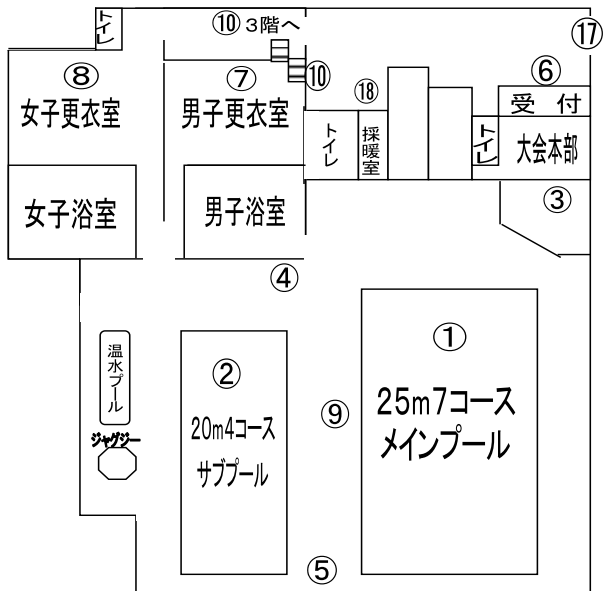 トイレ
⑩3階へ
⑰
⑧
女子更衣室
⑦
男子更衣室
⑩
⑱
⑥
受　付
トイレ
採暖室
トイレ
大会本部
女子浴室
男子浴室
③
④
温水プール
ジャグジー
②
20m4コース
サブプール
⑨
①
25m7コース
メインプール
⑤